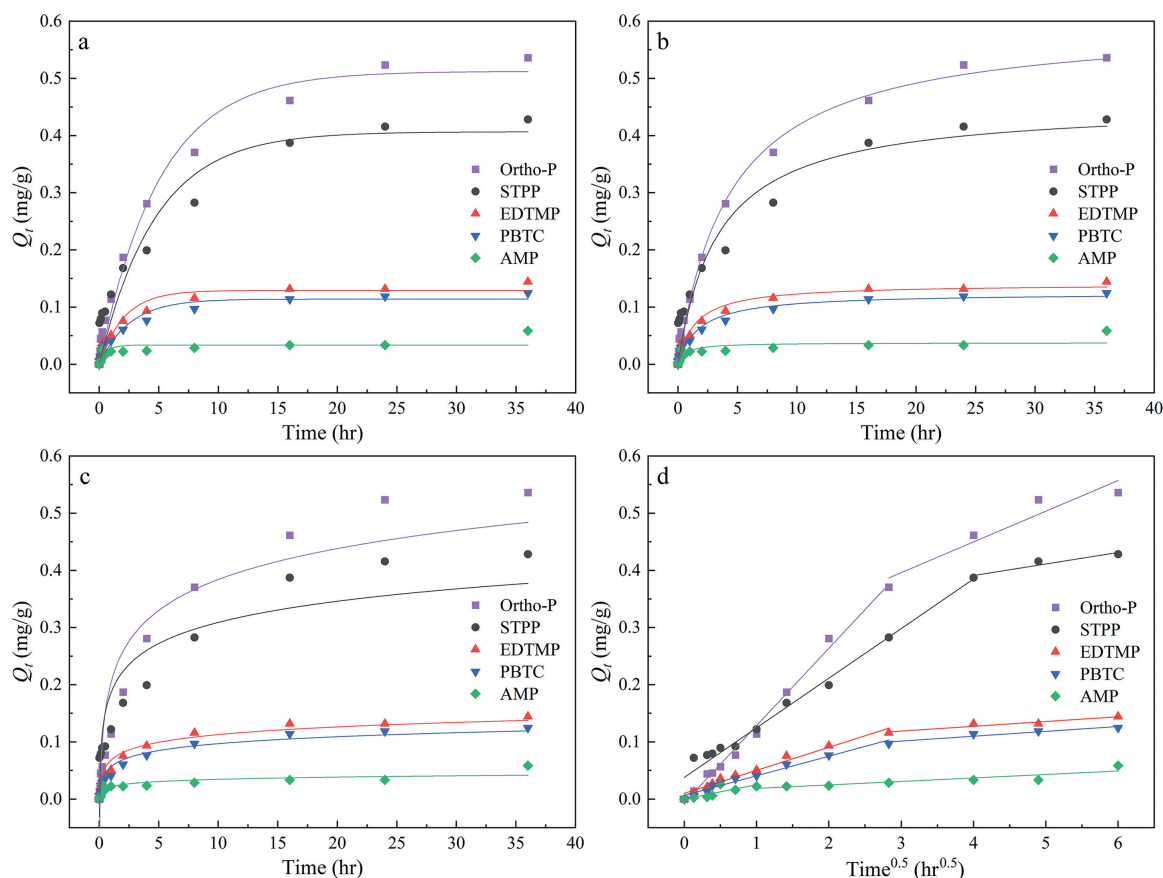 a
0.6
0.5
0.4
0.3
0.2
0.1
0.0
Qt (mg/g)
Ortho-P
STPP
EDTMP
PBTC
AMP
0 5 10 15 20 25 30 35 40
Time (hr)
b
0.6
0.5
0.4
0.3
0.2
0.1
0.0
Qt (mg/g)
Ortho-P
STPP
EDTMP
PBTC
AMP
0 5 10 15 20 25 30 35 40
Time (hr)
c
0.6
0.5
0.4
0.3
0.2
0.1
0.0
Qt (mg/g)
Ortho-P
STPP
EDTMP
PBTC
AMP
0 5 10 15 20 25 30 35 40
Time (hr)
d
0.6
0.5
0.4
0.3
0.2
0.1
0.0
Qt (mg/g)
Ortho-P
STPP
EDTMP
PBTC
AMP
0 1 2 3 4 5 6
Time^0.5 (hr^0.5)